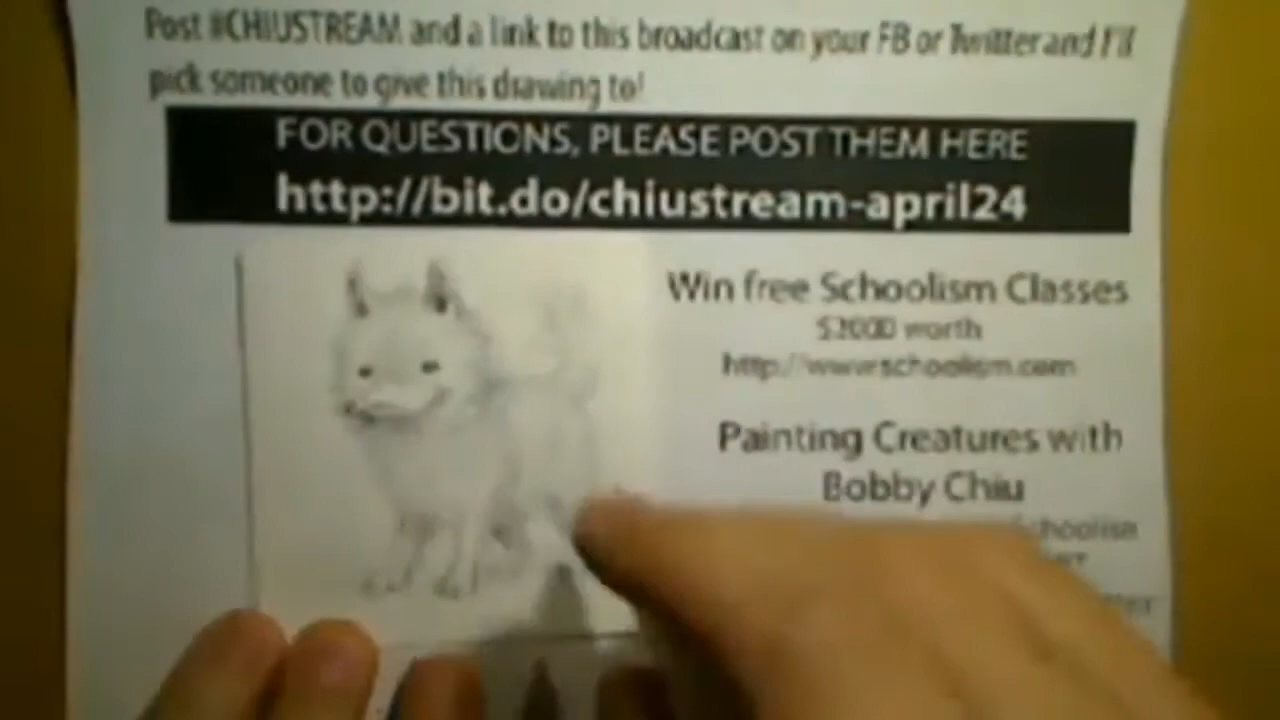 Post #CHIUSTREAM and a link to this broadcast on your FB or Twitter and I'll
pick someone to give this drawing to!
FOR QUESTIONS, PLEASE POST THEM HERE
http://bit.do/chiustream-april24
Win free Schoolism Classes
$2000 worth
http://www.schoolism.com
Painting Creatures with
Bobby Chiu